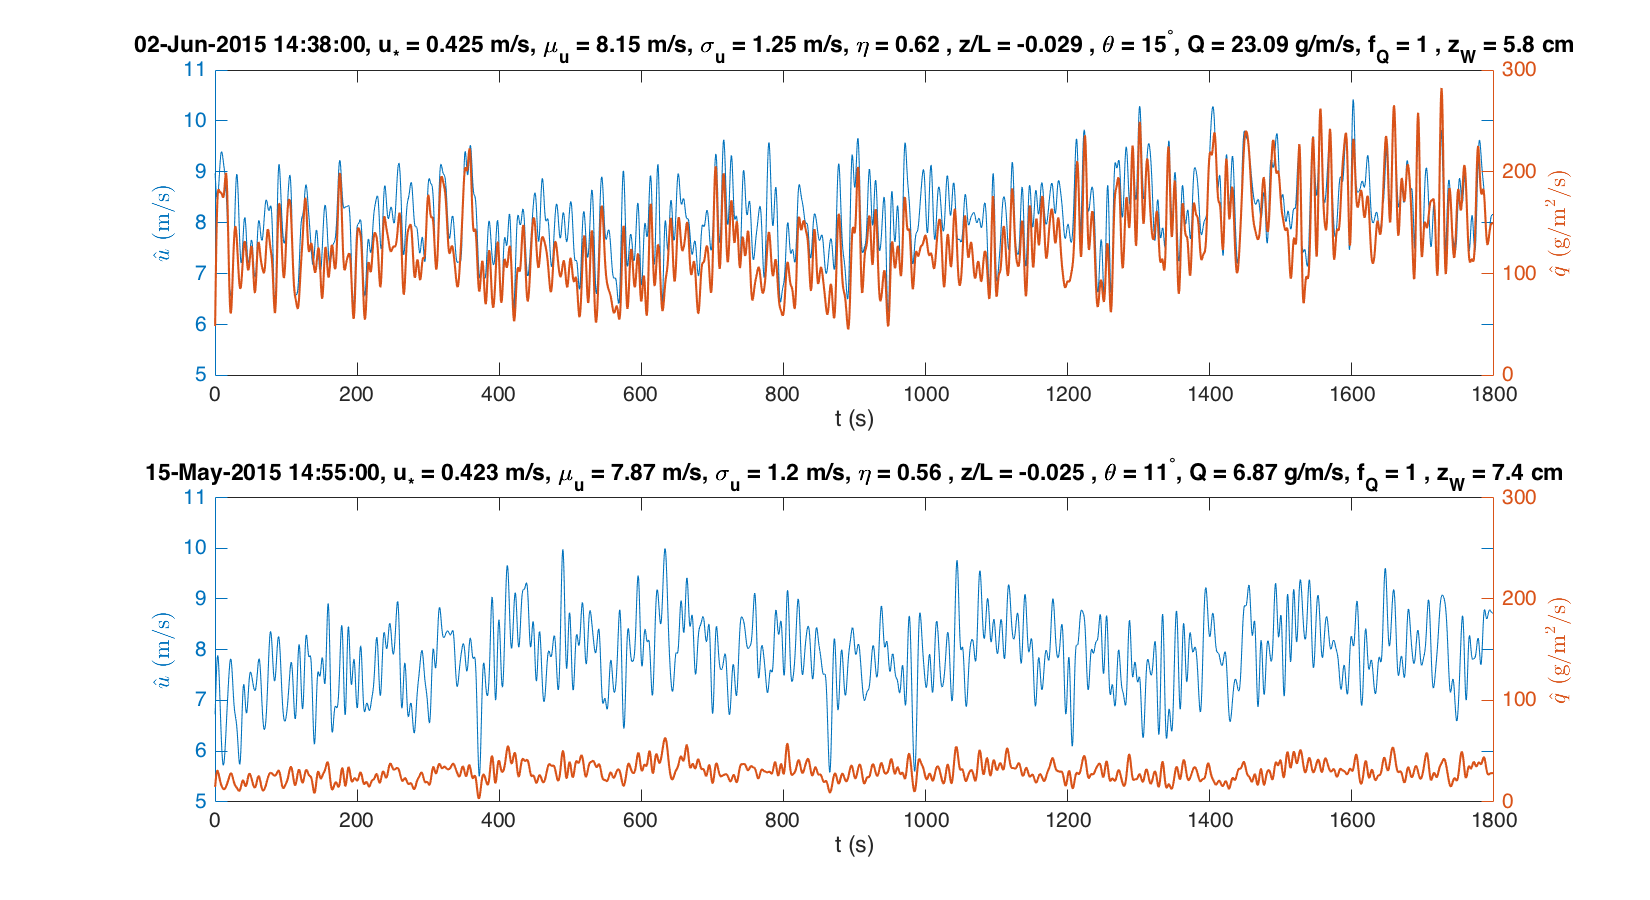 02-Jun-2015 14:38:00, u* = 0.425 m/s, μu = 8.15 m/s, σu = 1.25 m/s, η = 0.62 , z/L = -0.029 , θ = 15°, Q = 23.09 g/m/s, fQ = 1 , zW = 5.8 cm
11
10
9
8
7
6
5
û (m/s)
300
200
100
0
q̂ (g/m²/s)
0 200 400 600 800 1000 1200 1400 1600 1800
t (s)
15-May-2015 14:55:00, u* = 0.423 m/s, μu = 7.87 m/s, σu = 1.2 m/s, η = 0.56 , z/L = -0.025 , θ = 11°, Q = 6.87 g/m/s, fQ = 1 , zW = 7.4 cm
11
10
9
8
7
6
5
û (m/s)
300
200
100
0
q̂ (g/m²/s)
0 200 400 600 800 1000 1200 1400 1600 1800
t (s)